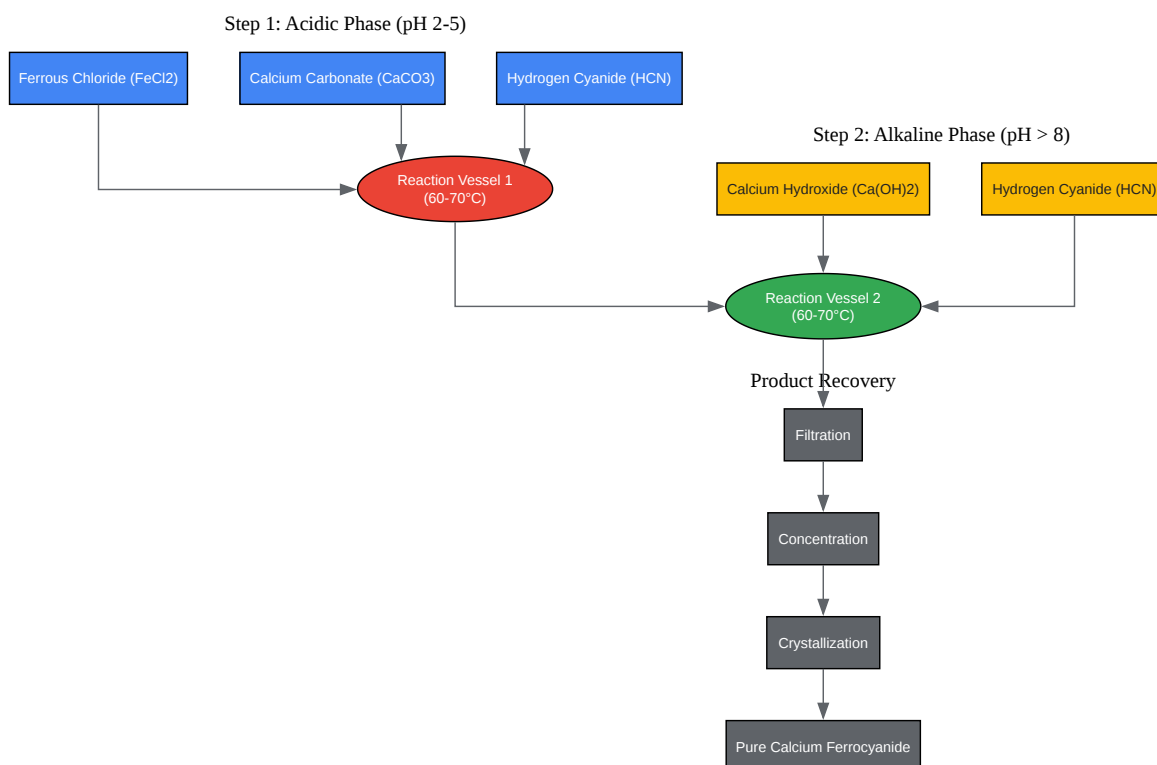 Step 1: Acidic Phase (pH 2-5)
Ferrous Chloride (FeCl2)
Calcium Carbonate (CaCO3)
Hydrogen Cyanide (HCN)
Step 2: Alkaline Phase (pH > 8)
Reaction Vessel 1
(60-70°C)
Calcium Hydroxide (Ca(OH)2)
Hydrogen Cyanide (HCN)
Reaction Vessel 2
(60-70°C)
Product Recovery
Filtration
Concentration
Crystallization
Pure Calcium Ferrocyanide